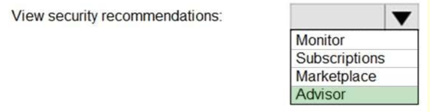 View security recommendations:
Monitor
Subscriptions
Marketplace
Advisor